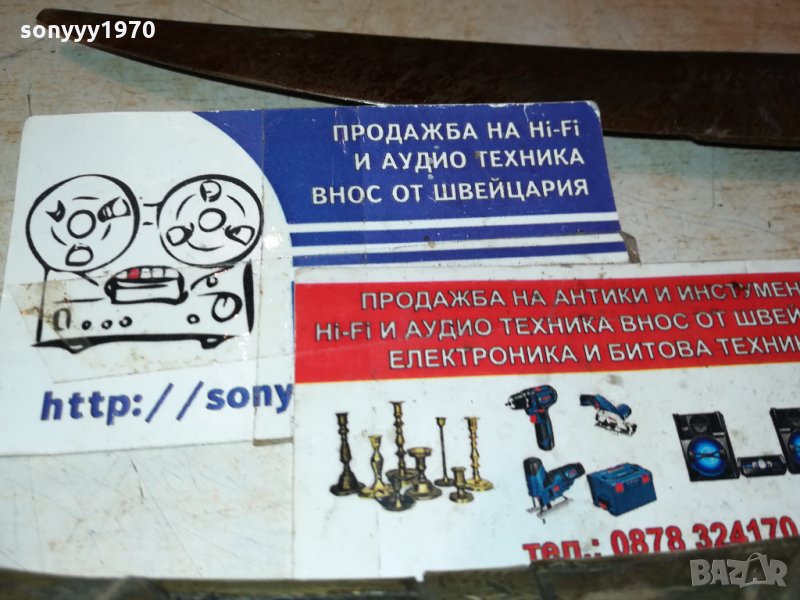 sonyyy1970
ПРОДАЖБА НА Hi-Fi
И АУДИО ТЕХНИКА
ВНОС ОТ ШВЕЙЦАРИЯ
http://sony
ПРОДАЖБА НА АНТИКИ И ИНСТУМЕН
Hi-Fi И АУДИО ТЕХНИКА ВНОС ОТ ШВЕЙ
ЕЛЕКТРОНИКА И БИТОВА ТЕХНИ
тел.: 0878 324170
BAZAR